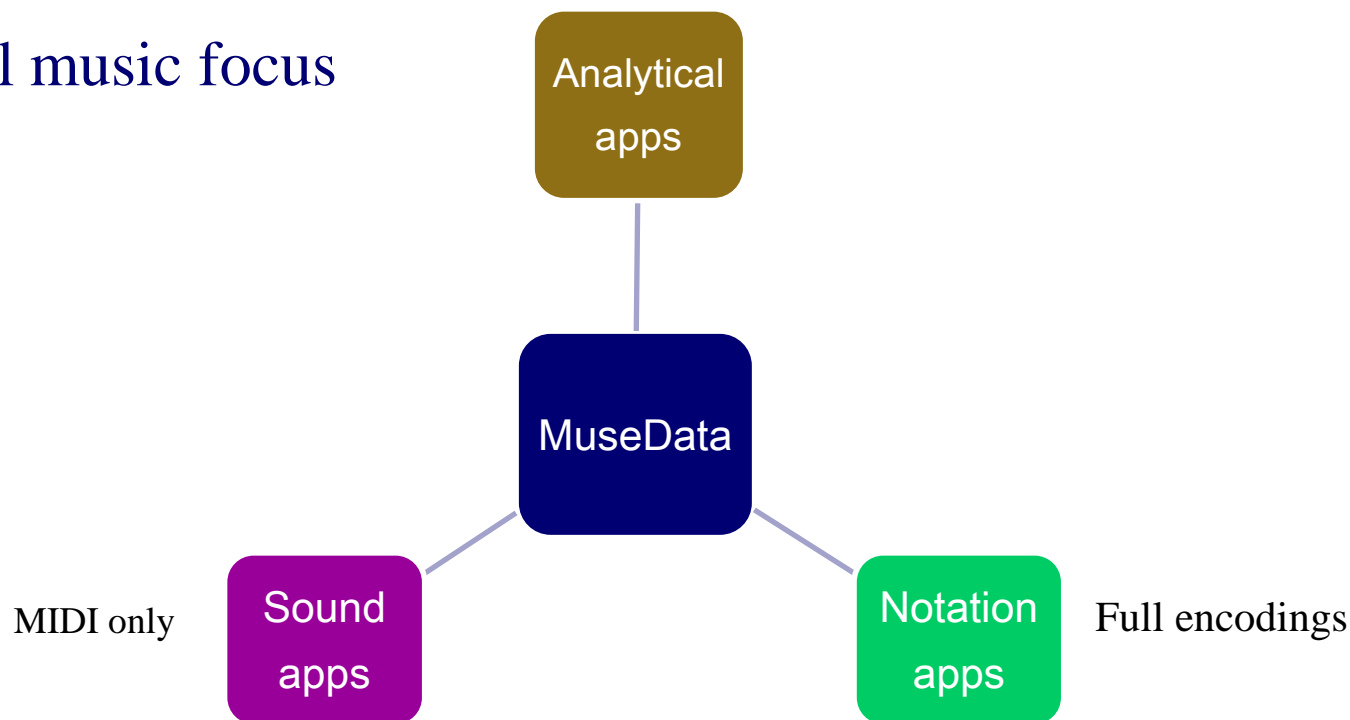 music focus
Analytical
apps
MuseData
MIDI only
Sound
apps
Notation
apps
Full encodings